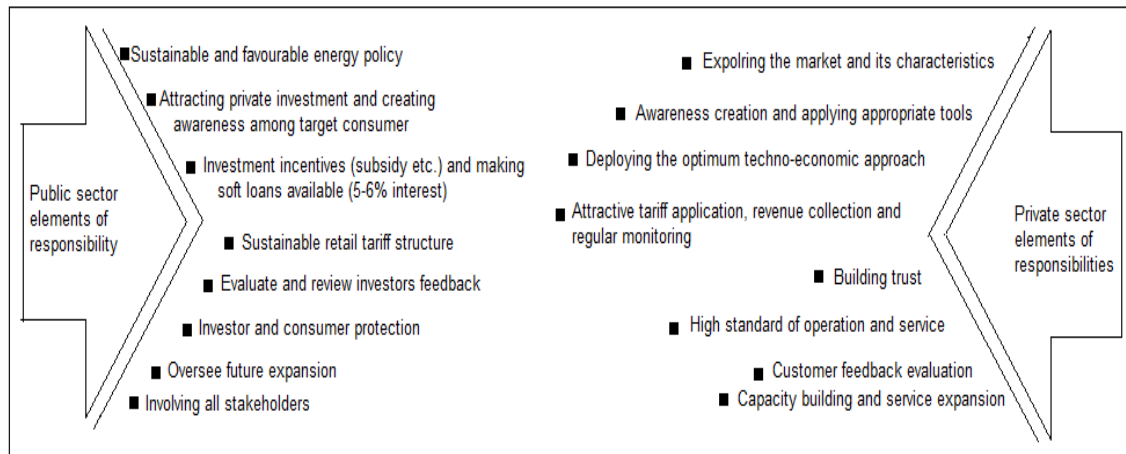 Public sector
elements of
responsibility
Sustainable and favourable energy policy
Attracting private investment and creating
awareness among target consumer
Investment incentives (subsidy etc.) and making
soft loans available (5-6% interest)
Sustainable retail tariff structure
Evaluate and review investors feedback
Investor and consumer protection
Oversee future expansion
Involving all stakeholders
Expolring the market and its characteristics
Awareness creation and applying appropriate tools
Deploying the optimum techno-economic approach
Attractive tariff application, revenue collection and
regular monitoring
Building trust
High standard of operation and service
Customer feedback evaluation
Capacity building and service expansion
Private sector
elements of
responsibilities